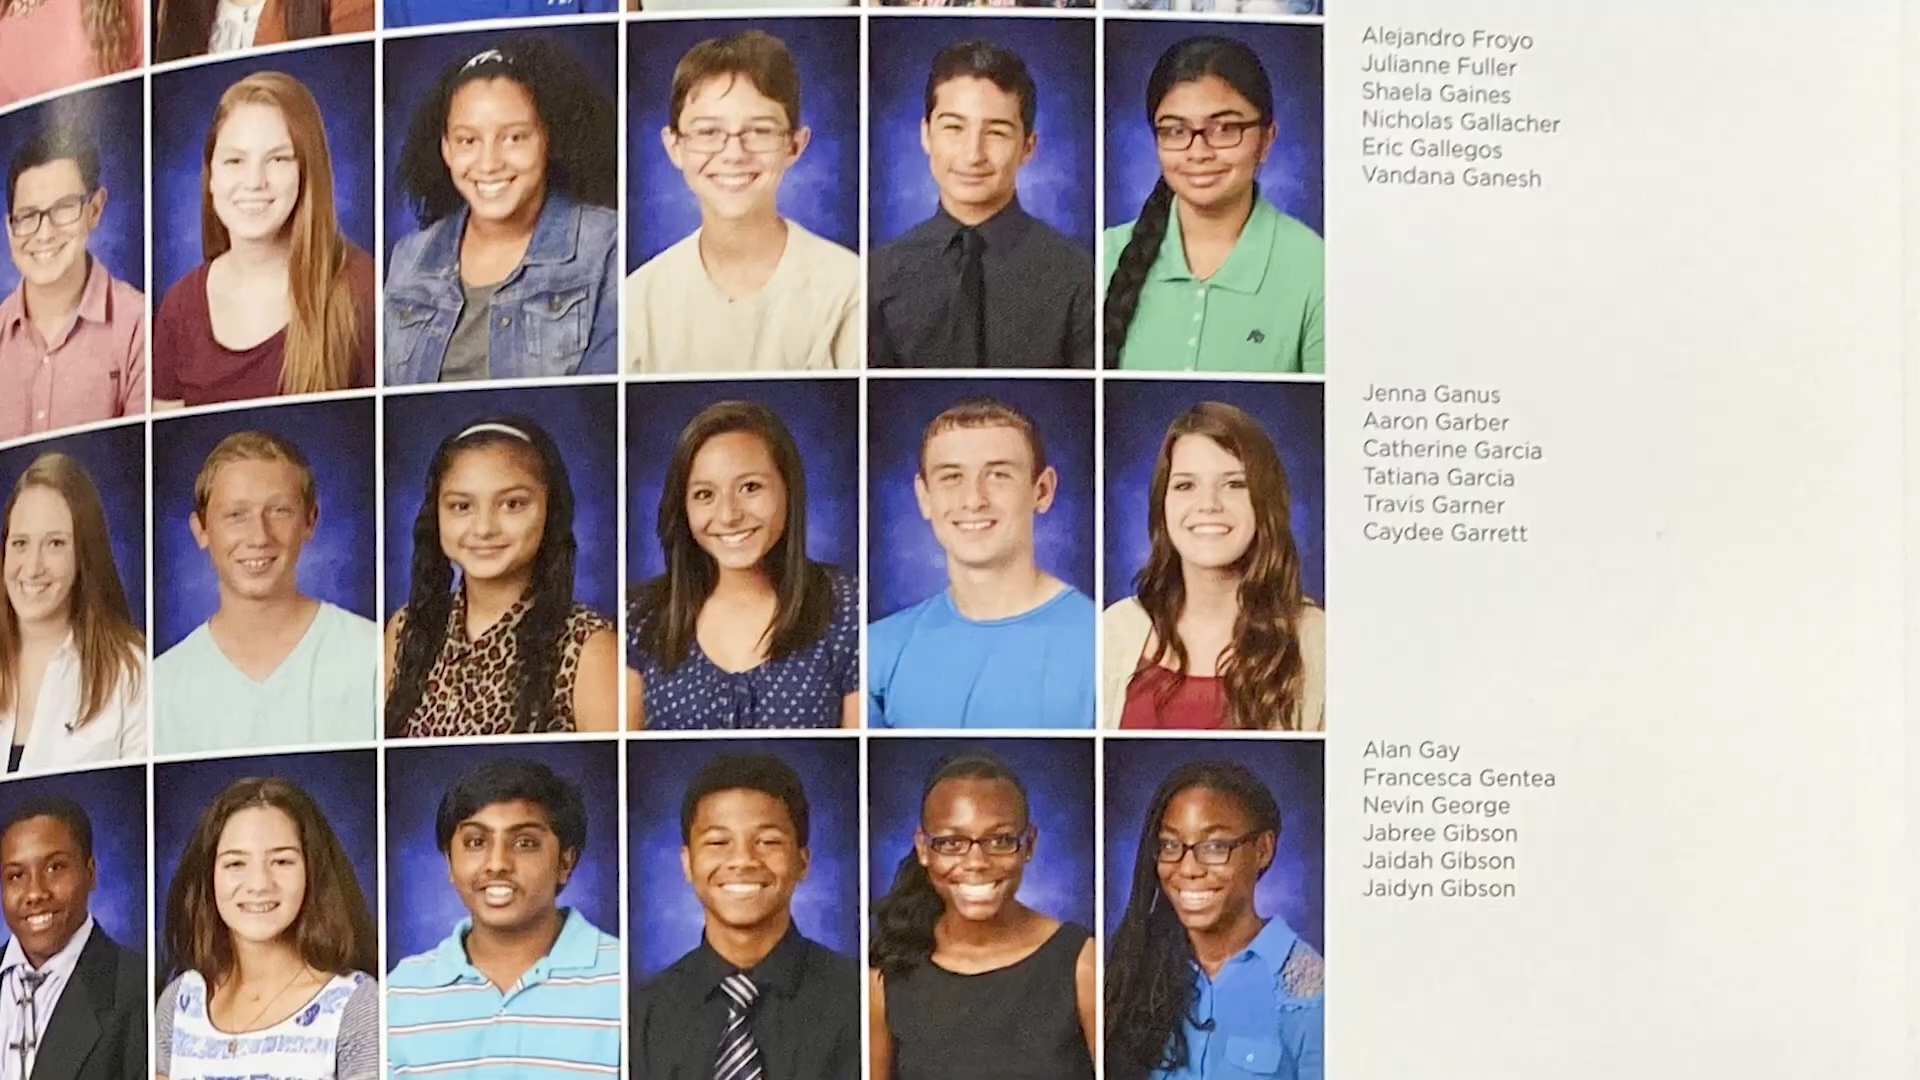 Alejandro Froyo
Julianne Fuller
Shaela Gaines
Nicholas Gallacher
Eric Gallegos
Vandana Ganesh
Jenna Ganus
Aaron Garber
Catherine Garcia
Tatiana Garcia
Travis Garner
Caydee Garrett
Alan Gay
Francesca Gentea
Nevin George
Jabree Gibson
Jaidah Gibson
Jaidyn Gibson